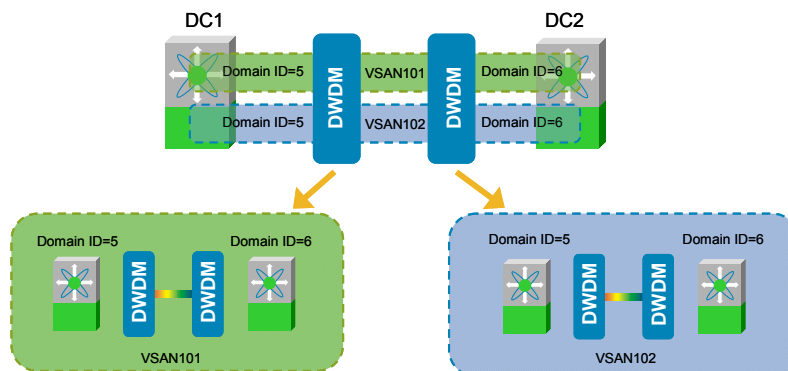 DC1
DC2
Domain ID=5
VSAN101
Domain ID=6
DWDM
DWDM
Domain ID=5
VSAN102
Domain ID=6
Domain ID=5
Domain ID=6
DWDM
DWDM
VSAN101
Domain ID=5
Domain ID=6
DWDM
DWDM
VSAN102